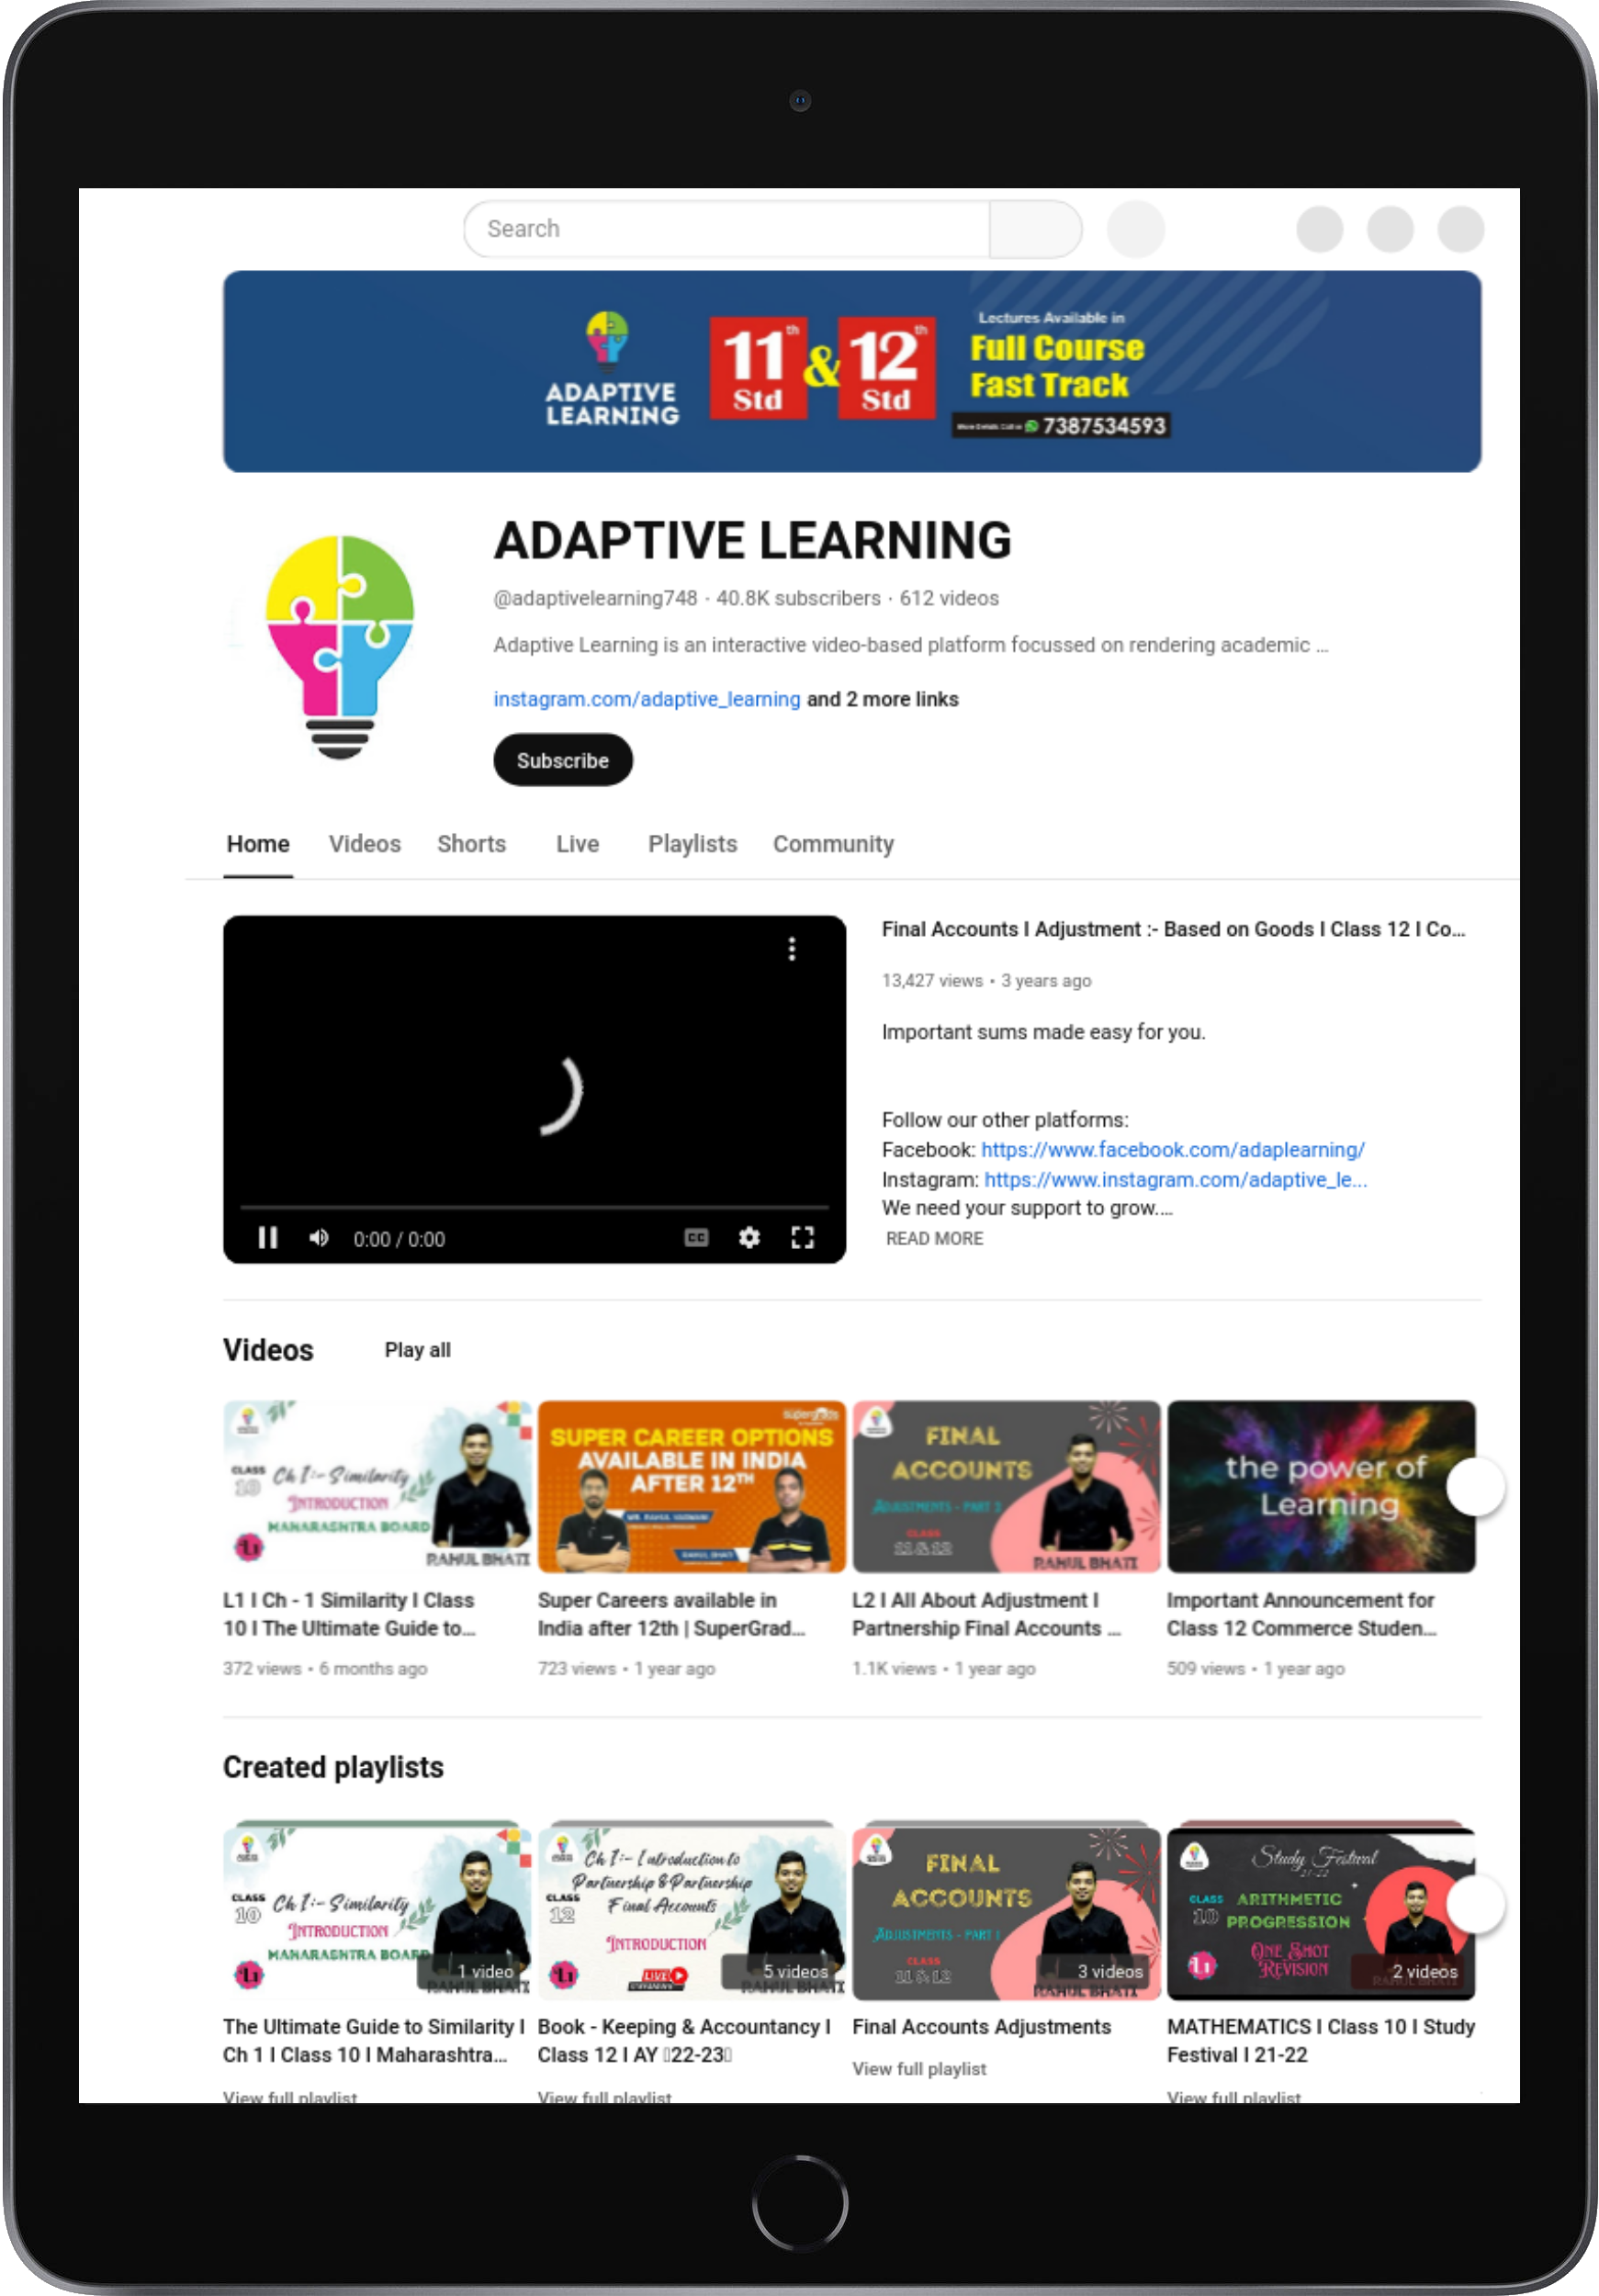 Search
ADAPTIVE
LEARNING
11th
Std
&
12th
Std
Lectures Available in
Full Course
Fast Track
7387534593
ADAPTIVE LEARNING
@adaptivelearning748 · 40.8K subscribers · 612 videos
Adaptive Learning is an interactive video-based platform focussed on rendering academic ...
instagram.com/adaptive_learning and 2 more links
Subscribe
Home Videos Shorts Live Playlists Community
Final Accounts I Adjustment :- Based on Goods I Class 12 I Co...
13,427 views • 3 years ago
Important sums made easy for you.
Follow our other platforms:
Facebook: https://www.facebook.com/adaplearning/
Instagram: https://www.instagram.com/adaptive_le...
We need your support to grow....
READ MORE
0:00 / 0:00
CC
Videos Play all
CLASS
10
Ch 1:- Similarity
INTRODUCTION
MAHARASHTRA BOARD
RAHUL BHATI
supergrads
SUPER CAREER OPTIONS
AVAILABLE IN INDIA
AFTER 12TH
RAHUL BHATI
FINAL
ACCOUNTS
ADJUSTMENTS - PART 2
CLASS
11 & 12
RAHUL BHATI
the power of
Learning
L1 I Ch - 1 Similarity I Class
10 I The Ultimate Guide to...
372 views • 6 months ago
Super Careers available in
India after 12th | SuperGrad...
723 views • 1 year ago
L2 I All About Adjustment I
Partnership Final Accounts ...
1.1K views • 1 year ago
Important Announcement for
Class 12 Commerce Studen...
509 views • 1 year ago
Created playlists
CLASS
10
Ch 1:- Similarity
INTRODUCTION
MAHARASHTRA BOARD
1 video
RAHUL BHATI
Ch 1:- Introduction to
Partnership & Partnership
Final Accounts
CLASS
12
INTRODUCTION
LIVE
5 videos
RAHUL BHATI
FINAL
ACCOUNTS
ADJUSTMENTS - PART 1
CLASS
11 & 12
3 videos
RAHUL BHATI
Study Festival
21-22
CLASS
10
ARITHMETIC
PROGRESSION
ONE SHOT
REVISION
2 videos
The Ultimate Guide to Similarity I
Ch 1 I Class 10 I Maharashtra...
View full playlist
Book - Keeping & Accountancy I
Class 12 I AY 22-23
View full playlist
Final Accounts Adjustments
View full playlist
MATHEMATICS I Class 10 I Study
Festival I 21-22
View full playlist